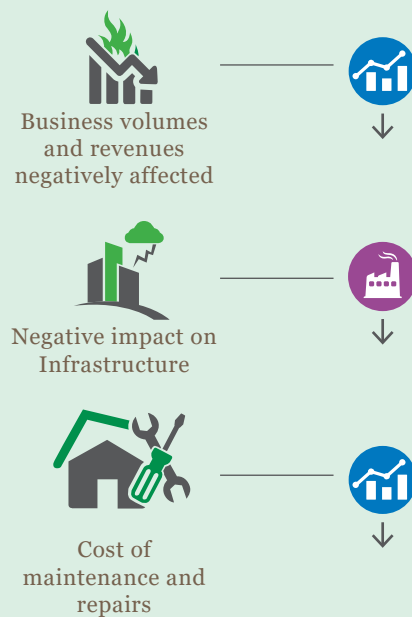 Business volumes
and revenues
negatively affected
Negative impact on
Infrastructure
Cost of
maintenance and
repairs